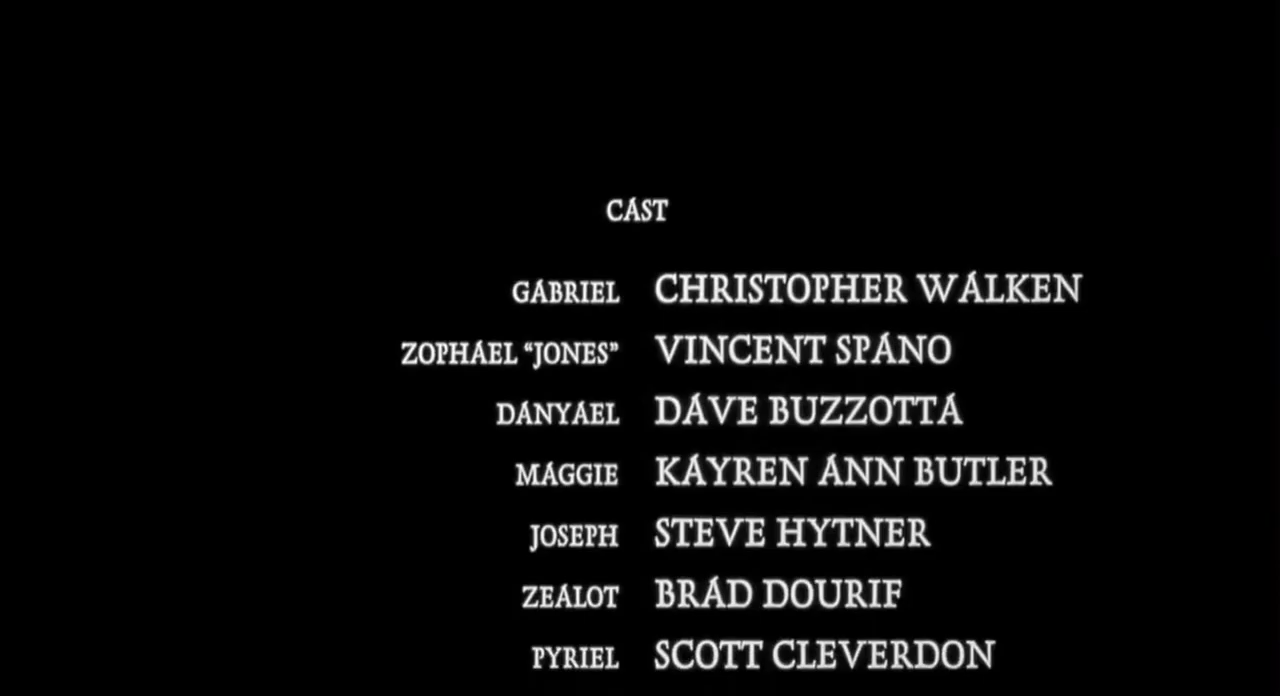 CAST
GABRIEL CHRISTOPHER WALKEN
ZOPHAEL “JONES” VINCENT SPANO
DANYAEL DAVE BUZZOTTA
MAGGIE KAYREN ANN BUTLER
JOSEPH STEVE HYTNER
ZEALOT BRAD DOURIF
PYRIEL SCOTT CLEVERDON